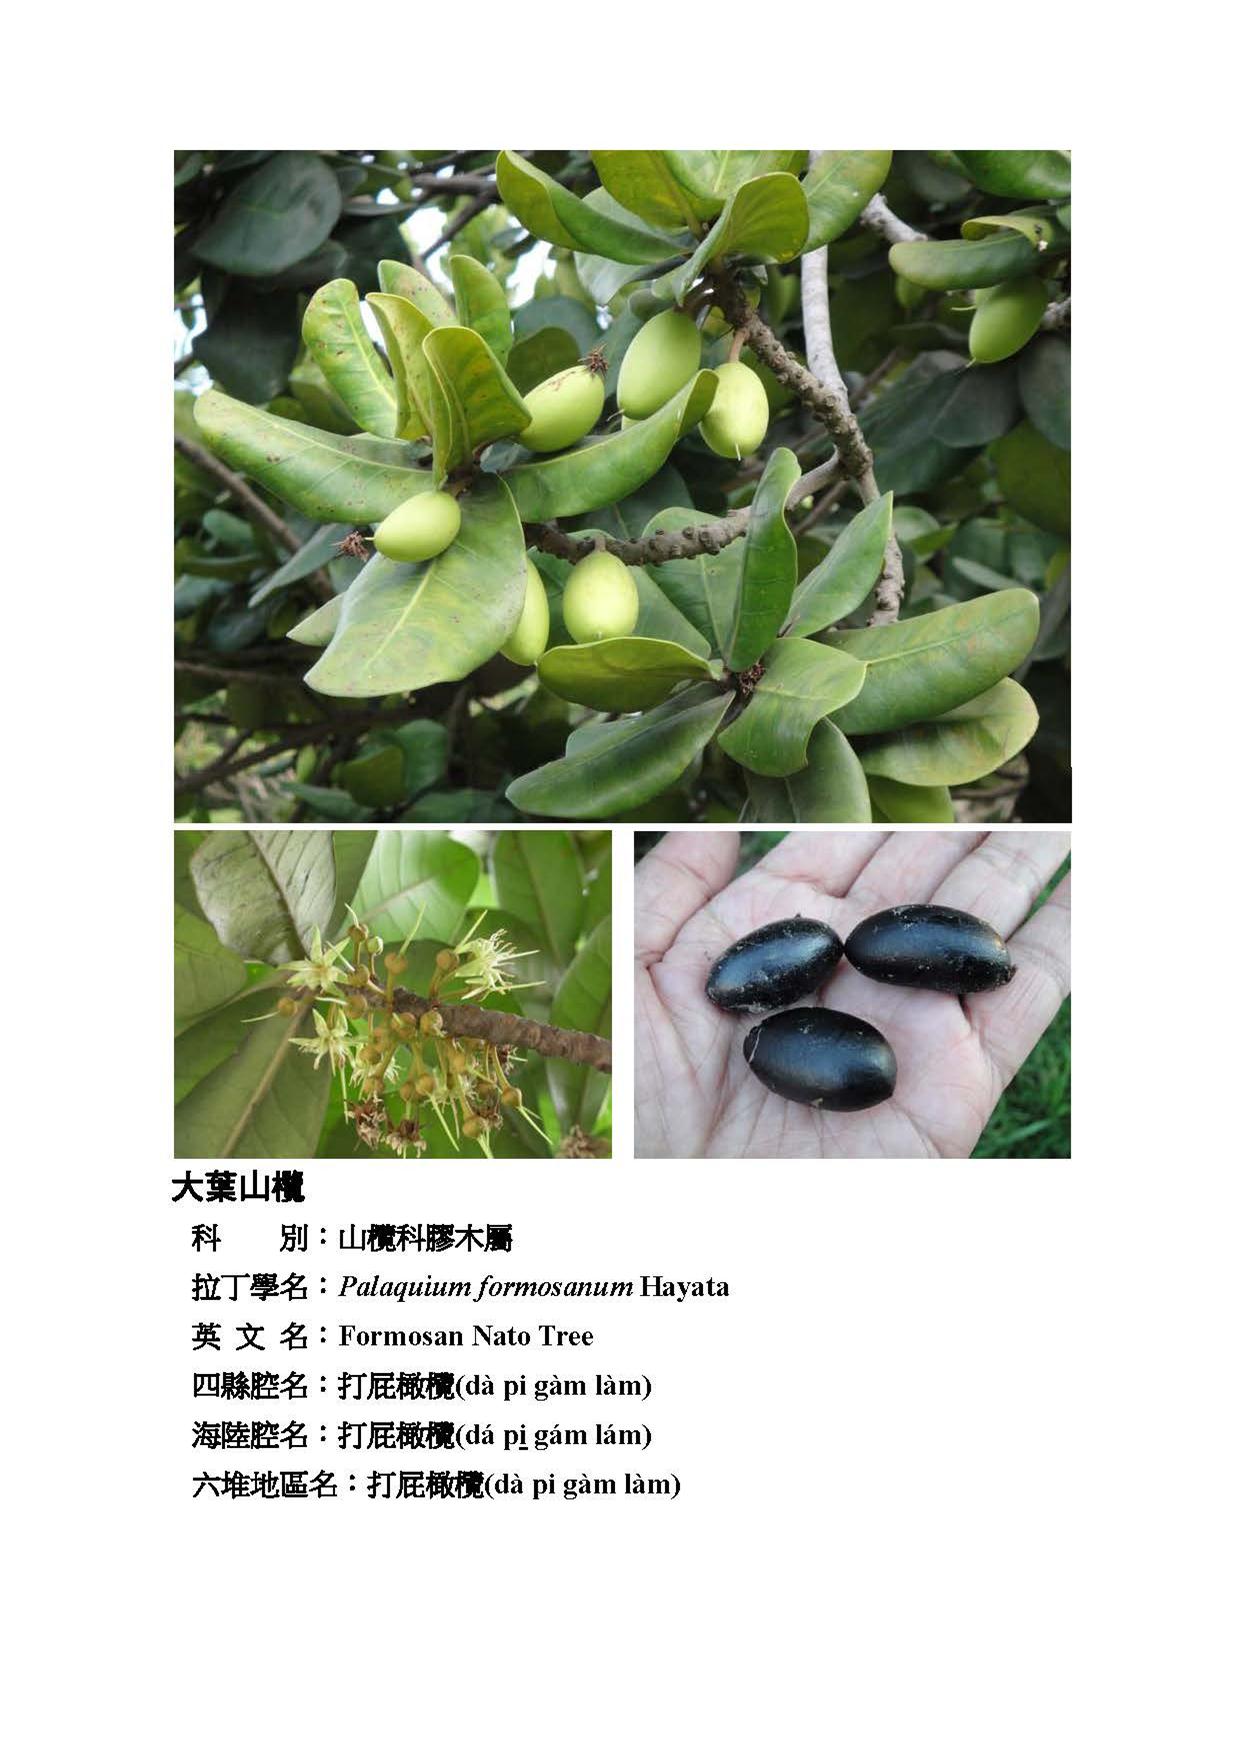 大葉山欖
科　　別：山欖科膠木屬
拉丁學名：Palaquium formosanum Hayata
英 文 名：Formosan Nato Tree
四縣腔名：打屁橄欖(dà pi gàm làm)
海陸腔名：打屁橄欖(dá pi gám lám)
六堆地區名：打屁橄欖(dà pi gàm làm)